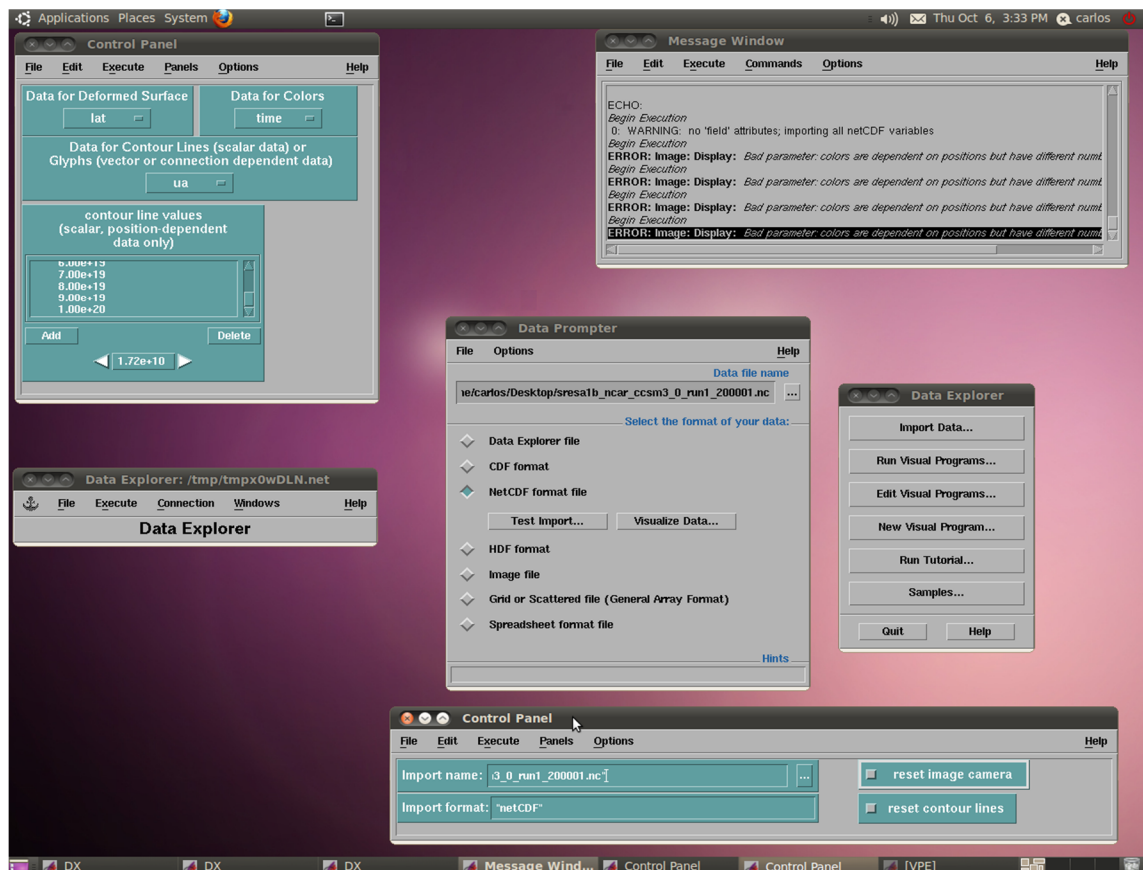 Applications Places System
Thu Oct 6, 3:33 PM carlos
Control Panel
File Edit Execute Panels Options Help
Data for Deformed Surface
lat
Data for Colors
time
Data for Contour Lines (scalar data) or
Glyphs (vector or connection dependent data)
ua
contour line values
(scalar, position-dependent
data only)
6.00e+19
7.00e+19
8.00e+19
9.00e+19
1.00e+20
Add Delete
1.72e+10
Message Window
File Edit Execute Commands Options Help
ECHO:
Begin Execution
0: WARNING: no 'field' attributes; importing all netCDF variables
Begin Execution
ERROR: Image: Display: Bad parameter: colors are dependent on positions but have different numb
Begin Execution
ERROR: Image: Display: Bad parameter: colors are dependent on positions but have different numb
Begin Execution
ERROR: Image: Display: Bad parameter: colors are dependent on positions but have different numb
Begin Execution
ERROR: Image: Display: Bad parameter: colors are dependent on positions but have different numb
Data Prompter
File Options Help
Data file name
ne/carlos/Desktop/sresa1b_ncar_ccsm3_0_run1_200001.nc ...
Select the format of your data:
Data Explorer file
CDF format
NetCDF format file
Test Import... Visualize Data...
HDF format
Image file
Grid or Scattered file (General Array Format)
Spreadsheet format file
Hints
Data Explorer
Import Data...
Run Visual Programs...
Edit Visual Programs...
New Visual Program...
Run Tutorial...
Samples...
Quit Help
Data Explorer: /tmp/tmpx0wDLN.net
File Execute Connection Windows Help
Data Explorer
Control Panel
File Edit Execute Panels Options Help
Import name: i3_0_run1_200001.nc" ...
Import format: "netCDF"
reset image camera
reset contour lines
DX DX DX Message Wind... Control Panel Control Panel [VPE]